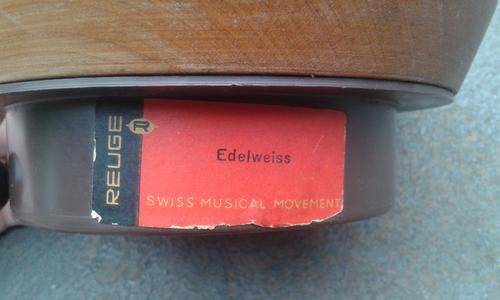 REUGE
R
Edelweiss
SWISS MUSICAL MOVEMENT